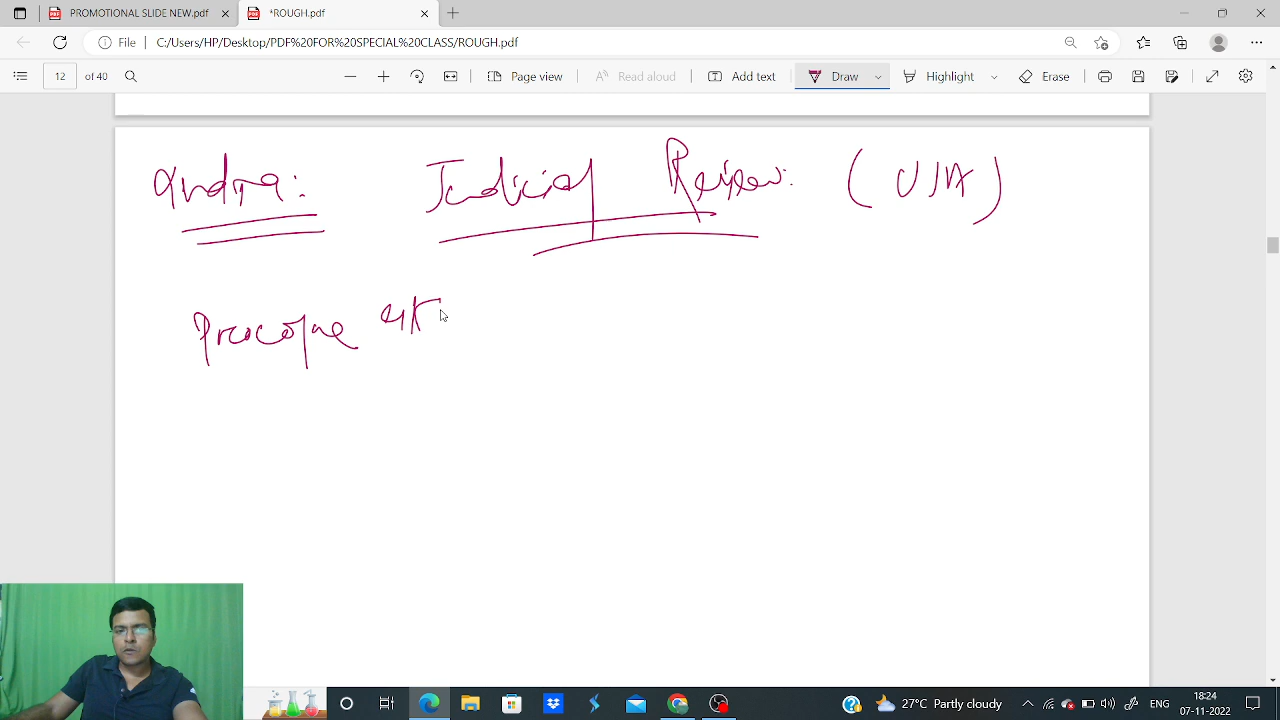 PROMOTIONAL SLIDE NEW.pdf
*ROUGH.pdf
File C:/Users/HP/Desktop/PDF%20FOR%20SPECIAL%20CLASS/ROUGH.pdf
12 of 40 Page view Read aloud Add text Draw Highlight Erase
India: Judicial Review: (USA)
27°C Partly cloudy ENG 18:24
07-11-2022